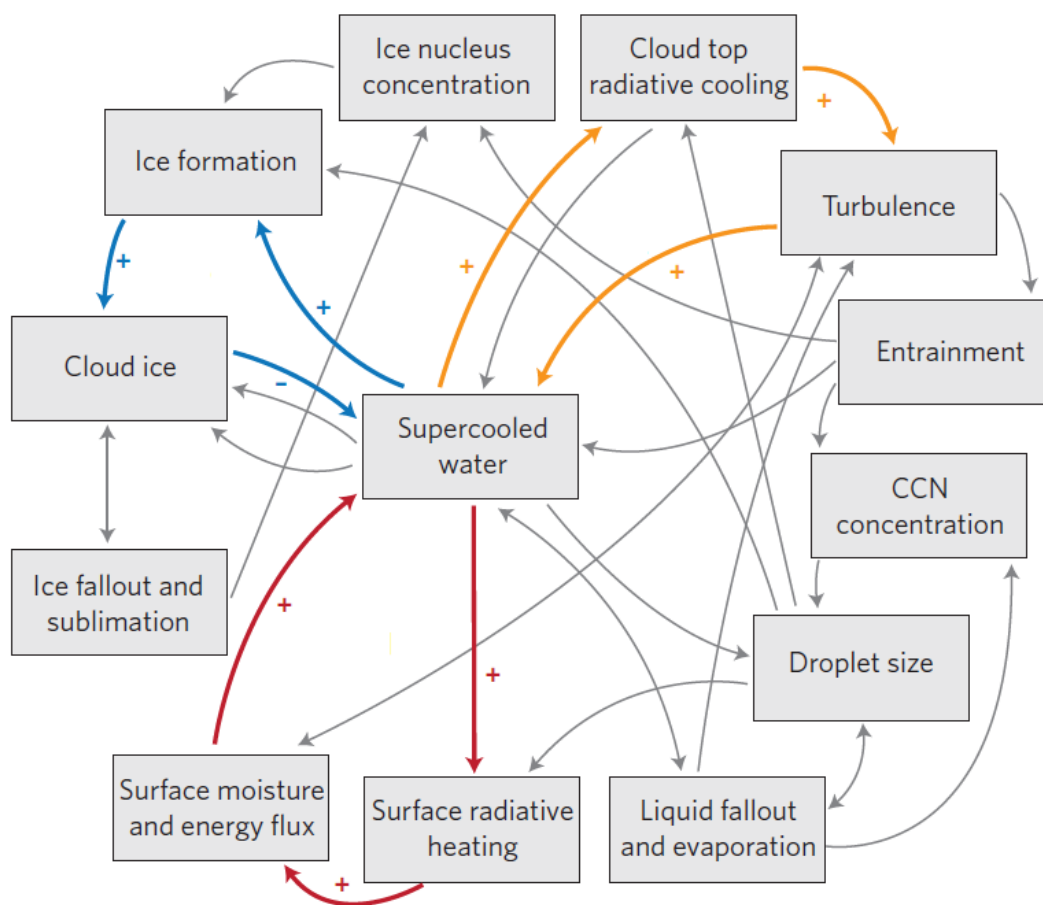 Ice nucleus
concentration
Cloud top
radiative cooling
+
Ice formation
Turbulence
+
+
+
+
Cloud ice
-
Entrainment
Supercooled
water
CCN
concentration
Ice fallout and
sublimation
+
+
Droplet size
Surface moisture
and energy flux
Surface radiative
heating
Liquid fallout
and evaporation
+